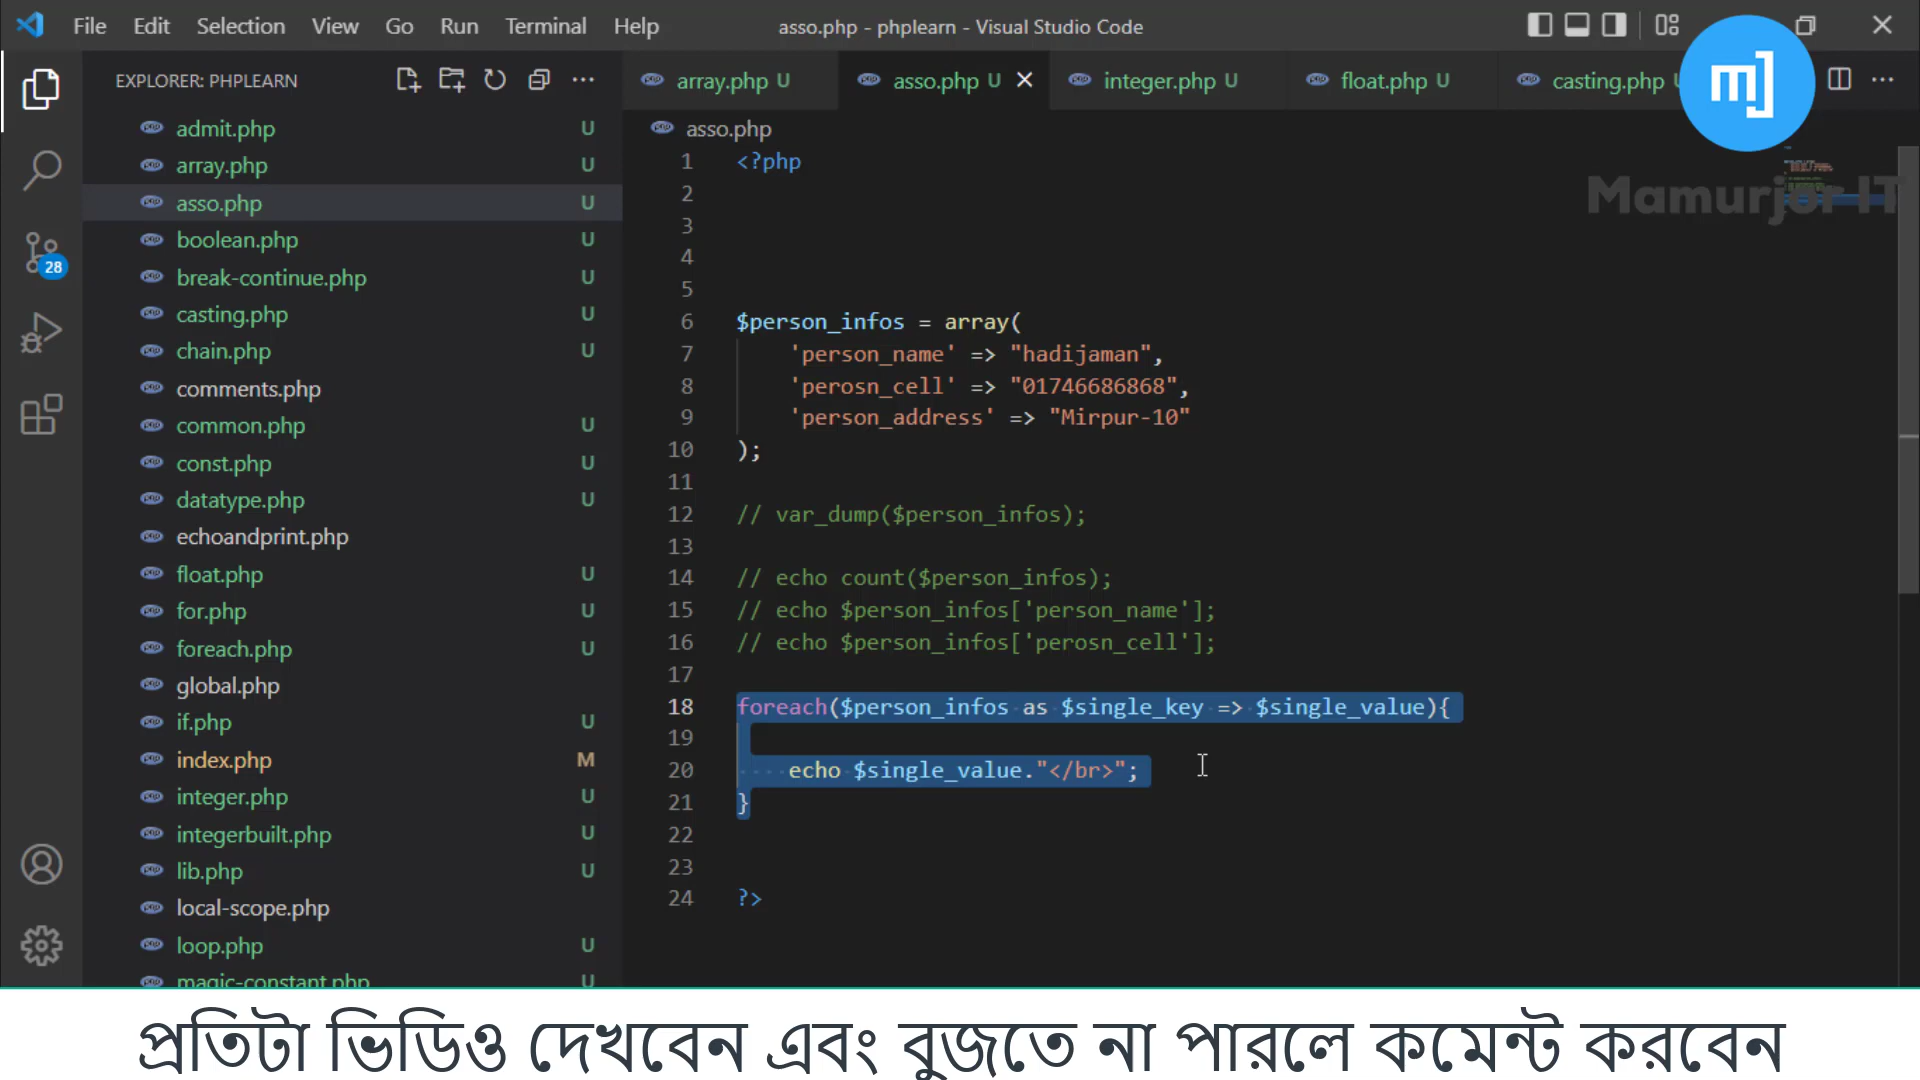 File Edit Selection View Go Run Terminal Help
asso.php - phplearn - Visual Studio Code
EXPLORER: PHPLEARN
array.php U
asso.php U
integer.php U
float.php U
casting.php
m]
Mamurjor IT
28
admit.php U
array.php U
asso.php U
boolean.php U
break-continue.php U
casting.php U
chain.php U
comments.php
common.php U
const.php U
datatype.php U
echoandprint.php
float.php U
for.php U
foreach.php U
global.php
if.php U
index.php M
integer.php U
integerbuilt.php U
lib.php U
local-scope.php
loop.php U
magic-constant.php U
asso.php
1 <?php
2
3
4
5
6 $person_infos = array(
7 'person_name' => "hadijaman",
8 'perosn_cell' => "01746686868",
9 'person_address' => "Mirpur-10"
10 );
11
12 // var_dump($person_infos);
13
14 // echo count($person_infos);
15 // echo $person_infos['person_name'];
16 // echo $person_infos['perosn_cell'];
17
18 foreach($person_infos as $single_key => $single_value){
19
20 echo $single_value."</br>";
21 }
22
23
24 ?>
প্রতিটা ভিডিও দেখবেন এবং বুজতে না পারলে কমেন্ট করবেন